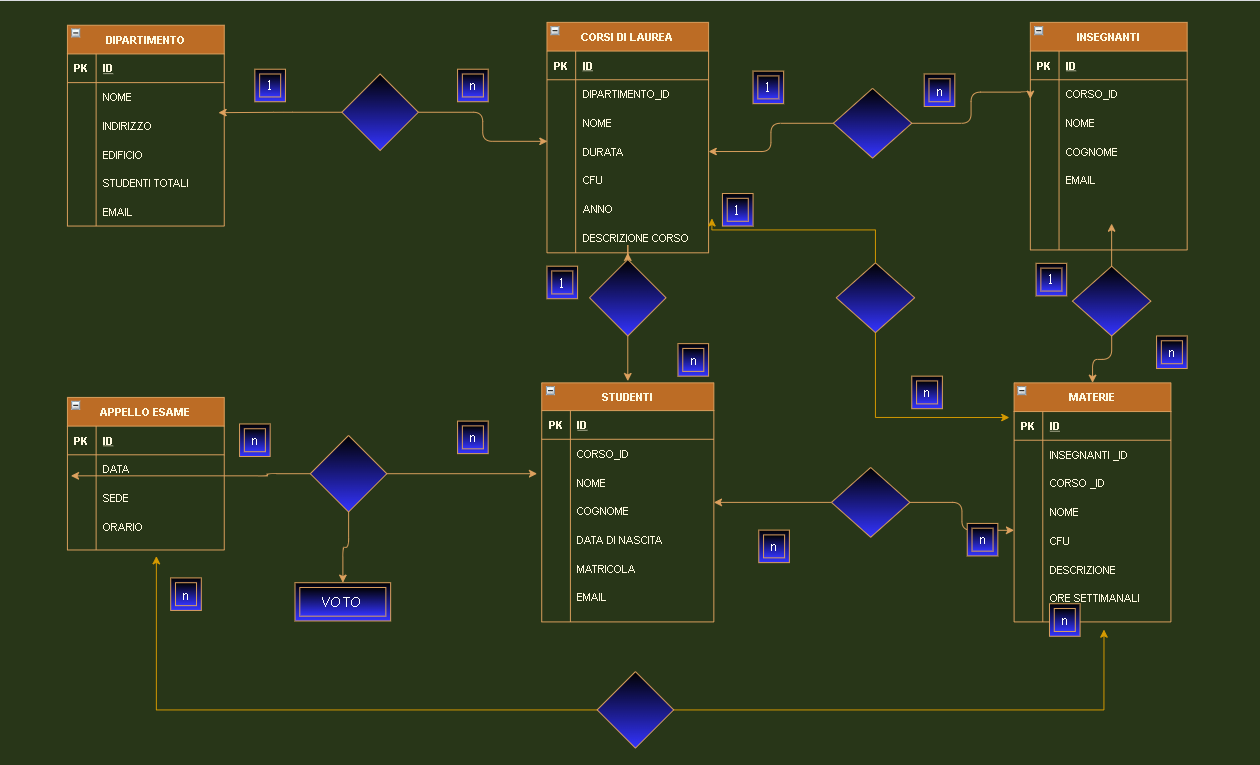 DIPARTIMENTO
PK ID
NOME
INDIRIZZO
EDIFICIO
STUDENTI TOTALI
EMAIL
1
n
CORSI DI LAUREA
PK ID
DIPARTIMENTO_ID
NOME
DURATA
CFU
ANNO
DESCRIZIONE CORSO
1
n
INSEGNANTI
PK ID
CORSO_ID
NOME
COGNOME
EMAIL
1
1
n
1
n
n
APPELLO ESAME
PK ID
DATA
SEDE
ORARIO
n
n
VOTO
STUDENTI
PK ID
CORSO_ID
NOME
COGNOME
DATA DI NASCITA
MATRICOLA
EMAIL
n
n
MATERIE
PK ID
INSEGNANTI _ID
CORSO _ID
NOME
CFU
DESCRIZIONE
ORE SETTIMANALI
n
n